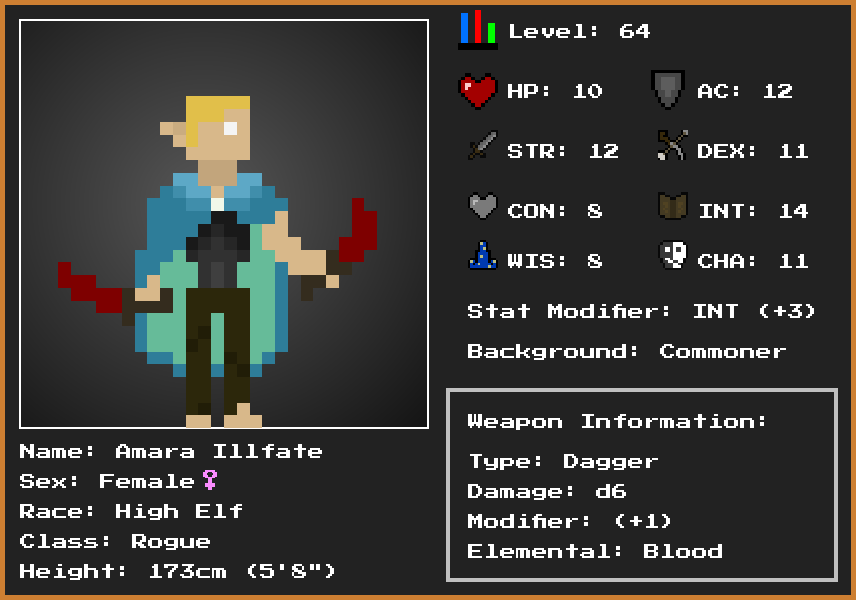 Level: 64
HP: 10 AC: 12
STR: 12 DEX: 11
CON: 8 INT: 14
WIS: 8 CHA: 11
Stat Modifier: INT (+3)
Background: Commoner
Weapon Information:
Type: Dagger
Damage: d6
Modifier: (+1)
Elemental: Blood
Name: Amara Illfate
Sex: Female♀
Race: High Elf
Class: Rogue
Height: 173cm (5'8")